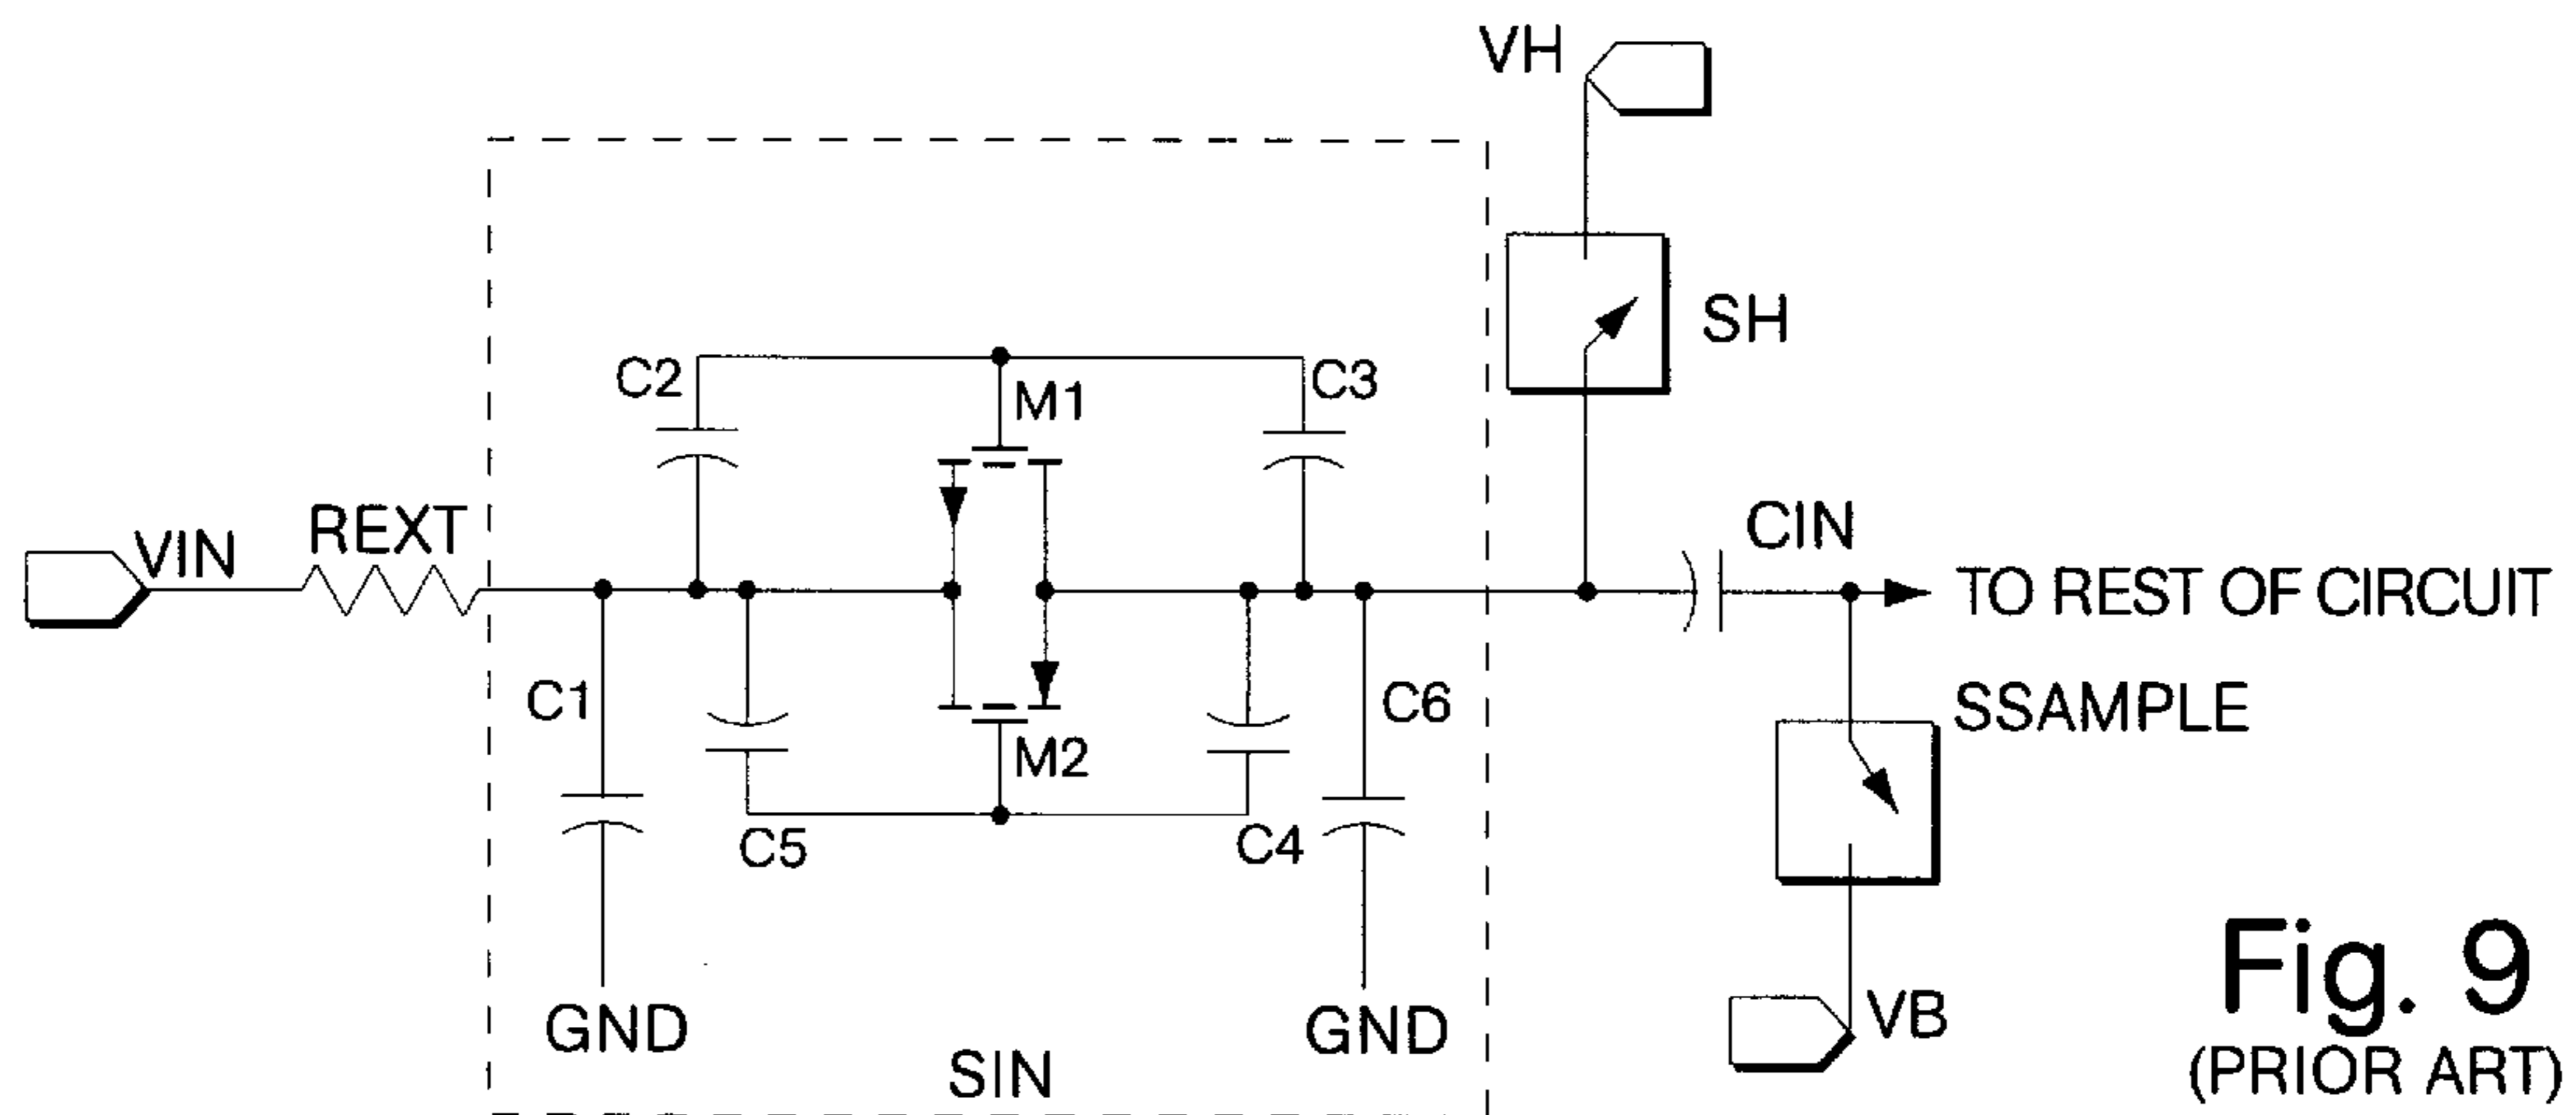 VH
SH
C2
M1
C3
VIN
REXT
CIN
TO REST OF CIRCUIT
C1
C6
SSAMPLE
M2
C5
C4
GND
GND
VB
SIN
Fig. 9
(PRIOR ART)